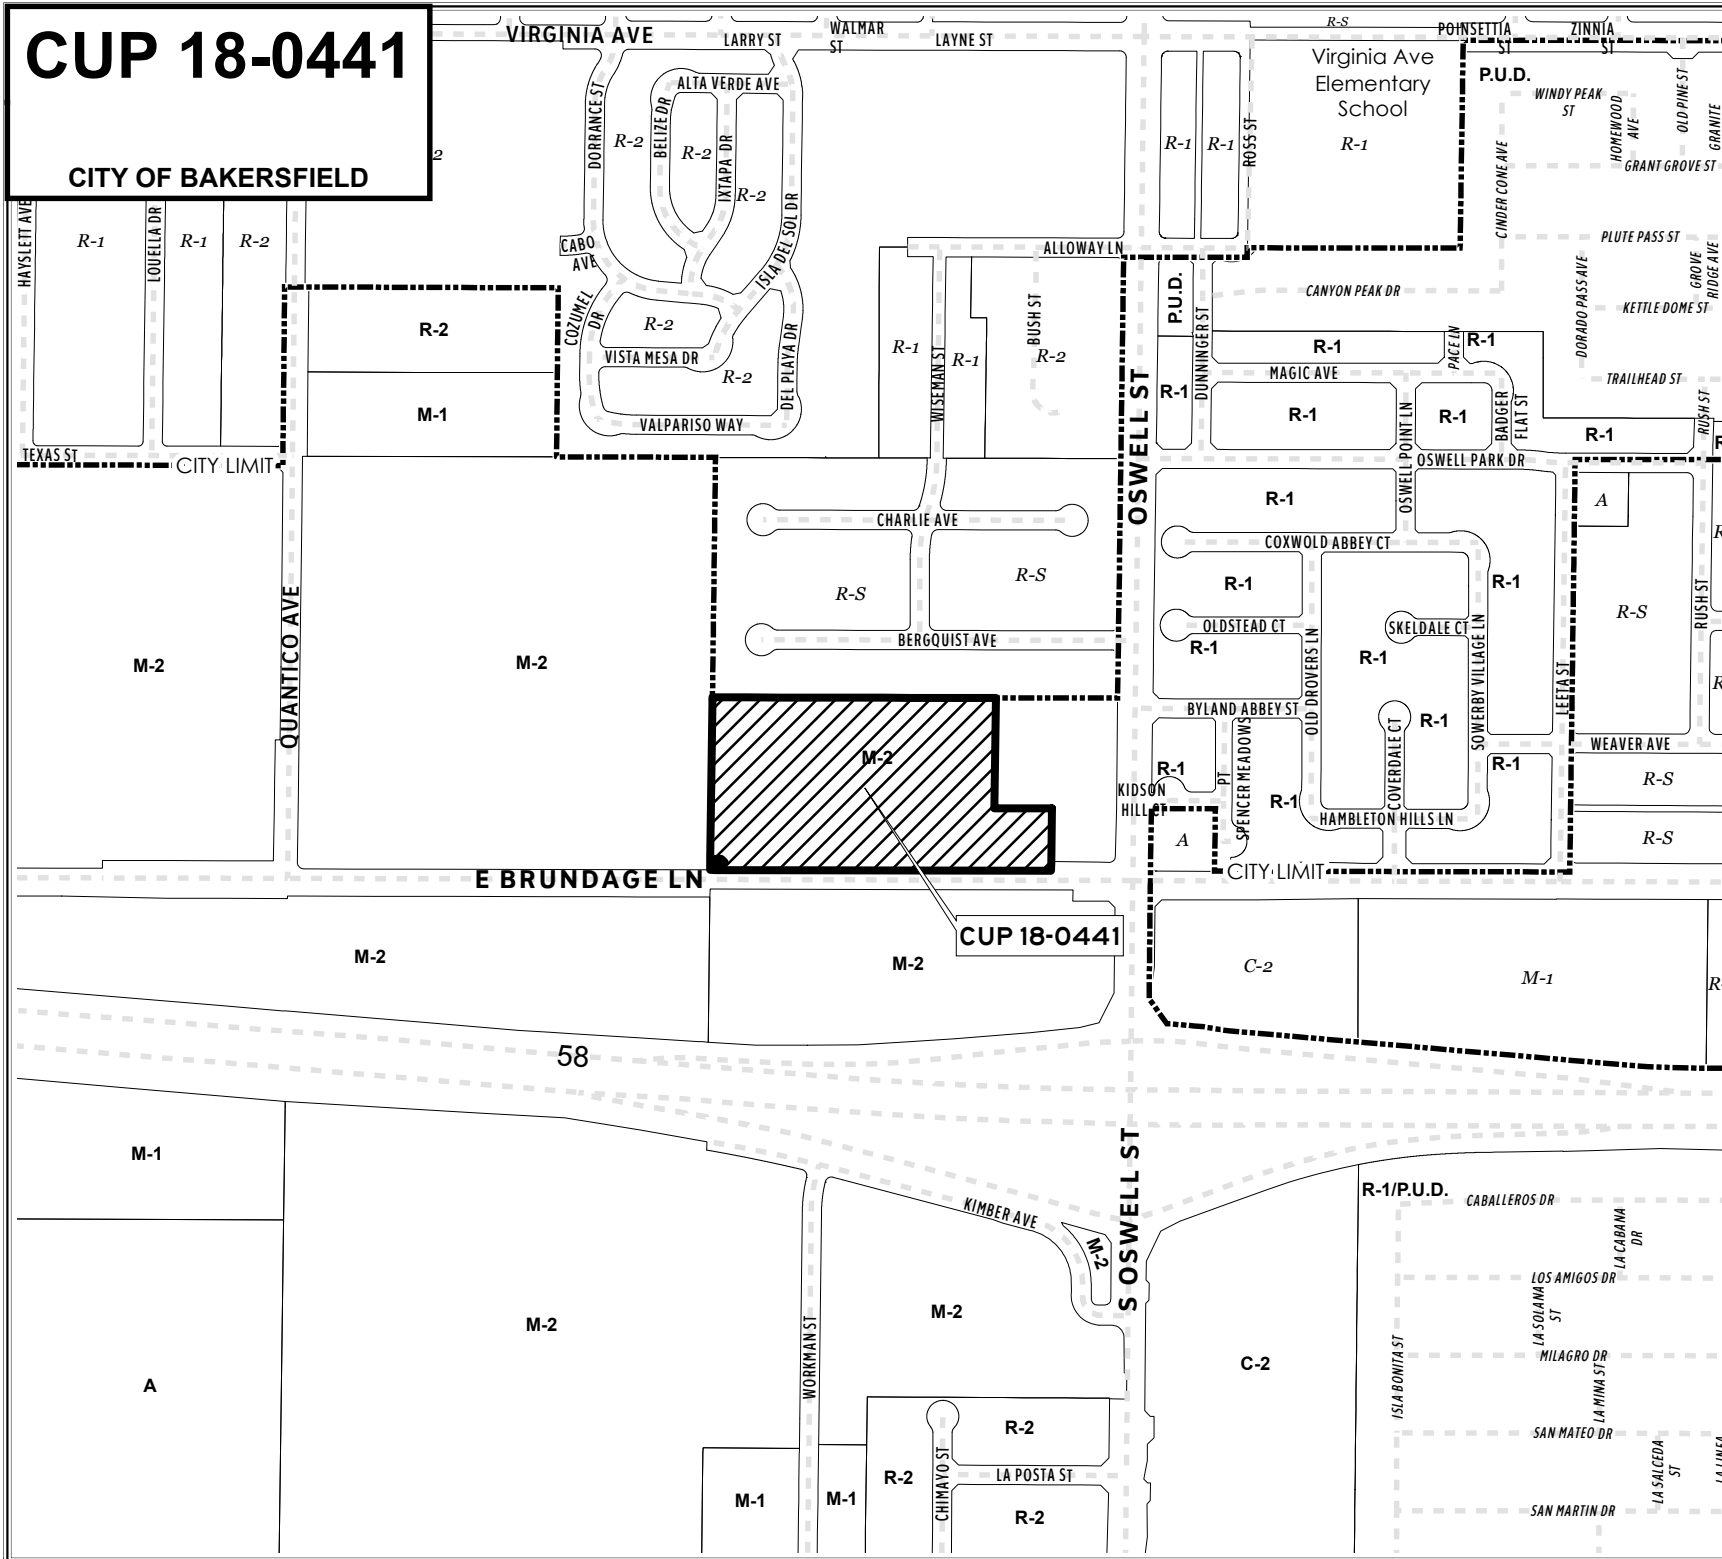 CUP 18-0441
CITY OF BAKERSFIELD
VIRGINIA AVE
LARRY ST
WALMAR
ST
LAYNE ST
R-S
POINSETTIA
ST
ZINNIA
ST
Virginia Ave
Elementary
School
R-1
P.U.D.
WINDY PEAK
ST
HOMEWOOD
AVE
OLD PINE ST
GRANITE
GRANT GROVE ST
CINDER CONE AVE
PLUTE PASS ST
GROVE
RIDGE AVE
DORADO PASS AVE
KETTLE DOME ST
CANYON PEAK DR
TRAILHEAD ST
RUSH ST
2
DORRANCE ST
R-2
BELIZE DR
ALTA VERDE AVE
R-2
IXTAPA DR
R-2
ISLA DEL SOL DR
CABO
AVE
COZUMEL
DR
R-2
VISTA MESA DR
R-2
DEL PLAYA DR
VALPARISO WAY
R-1
R-1
ROSS ST
ALLOWAY LN
HAYSLETT AVE
R-1
LOUELLA DR
R-1
R-2
R-2
M-1
TEXAS ST
CITY LIMIT
R-1
WISEMAN ST
R-1
BUSH ST
R-2
OSWELL ST
P.U.D.
DUNNINGER ST
R-1
R-1
PACE LN
R-1
MAGIC AVE
R-1
OSWELL POINT LN
R-1
BADGER
FLAT ST
R-1
R
OSWELL PARK DR
CHARLIE AVE
R-S
R-S
BERGQUIST AVE
R-1
OSWELL POINT LN
COXWOLD ABBEY CT
R-1
R-1
OLDSTEAD CT
R-1
OLD DROVERS LN
SKELDALE CT
R-1
SOWERBY VILLAGE LN
LEETA ST
A
R-S
RUSH ST
R
R
M-2
QUANTICO AVE
M-2
M-2
BYLAND ABBEY ST
R-1
KIDSON
HILL CT
PT
SPENCER MEADOWS
R-1
COVERDALE CT
R-1
R-1
HAMBLETON HILLS LN
WEAVER AVE
R-S
R-S
A
CITY LIMIT
E BRUNDAGE LN
CUP 18-0441
M-2
M-2
C-2
M-1
R-
58
M-1
R-1/P.U.D.
CABALLEROS DR
LA CABANA
DR
LOS AMIGOS DR
LA SOLANA
ST
MILAGRO DR
LA MINA ST
ISLA BONITA ST
SAN MATEO DR
LA SALCEDA
ST
SAN MARTIN DR
KIMBER AVE
M-2
S OSWELL ST
M-2
WORKMAN ST
M-2
C-2
A
R-2
CHIMAYO ST
R-2
LA POSTA ST
R-2
M-1
M-1